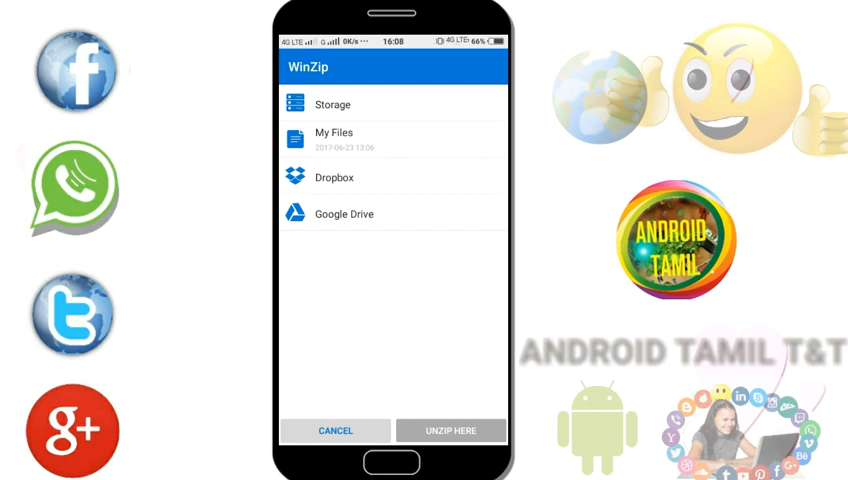 4G LTE G 0K/s ••• 16:08 4G LTE 66%
WinZip
Storage
My Files
2017-06-23 13:06
Dropbox
Google Drive
CANCEL
UNZIP HERE
ANDROID
TAMIL
ANDROID TAMIL T&T